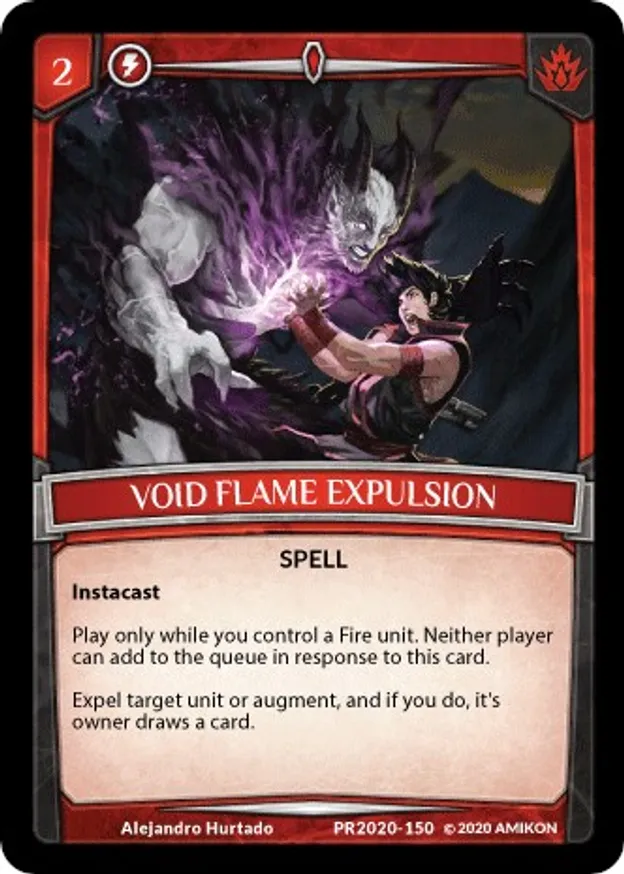 2
VOID FLAME EXPULSION
SPELL
Instacast
Play only while you control a Fire unit. Neither player
can add to the queue in response to this card.
Expel target unit or augment, and if you do, it's
owner draws a card.
Alejandro Hurtado PR2020-150 © 2020 AMIKON